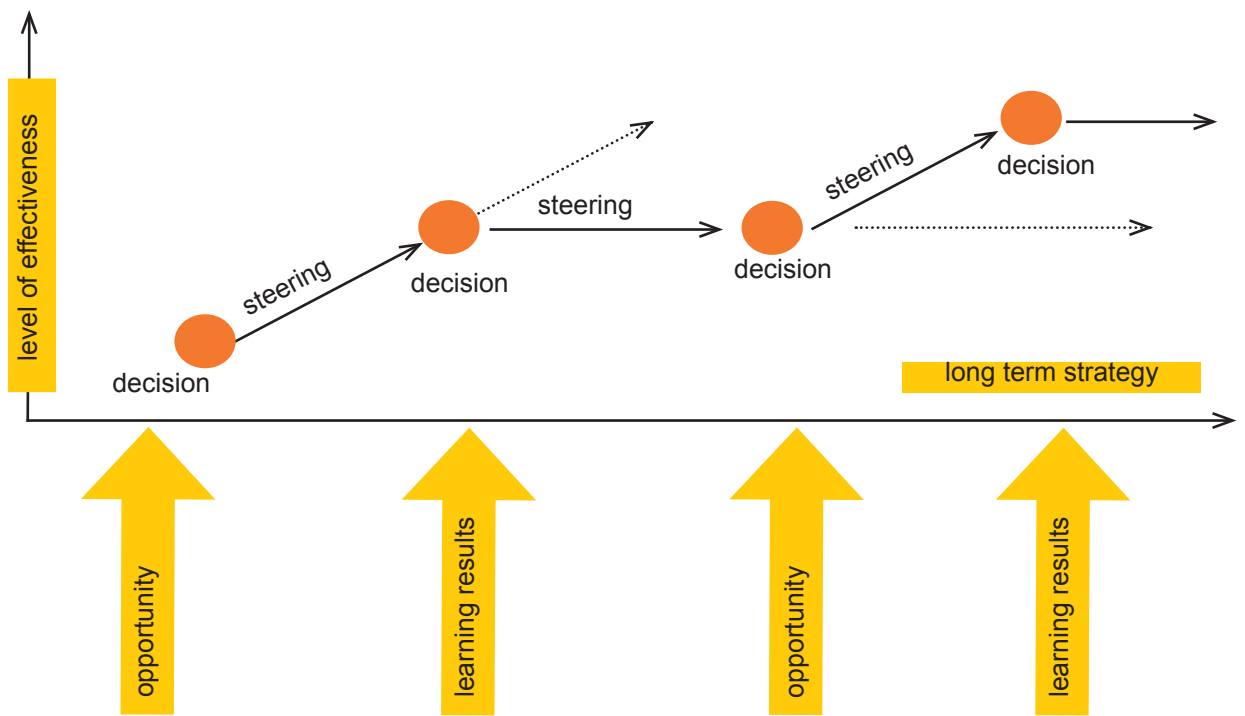 level of effectiveness
decision
steering
decision
steering
decision
steering
decision
long term strategy
opportunity
learning results
opportunity
learning results